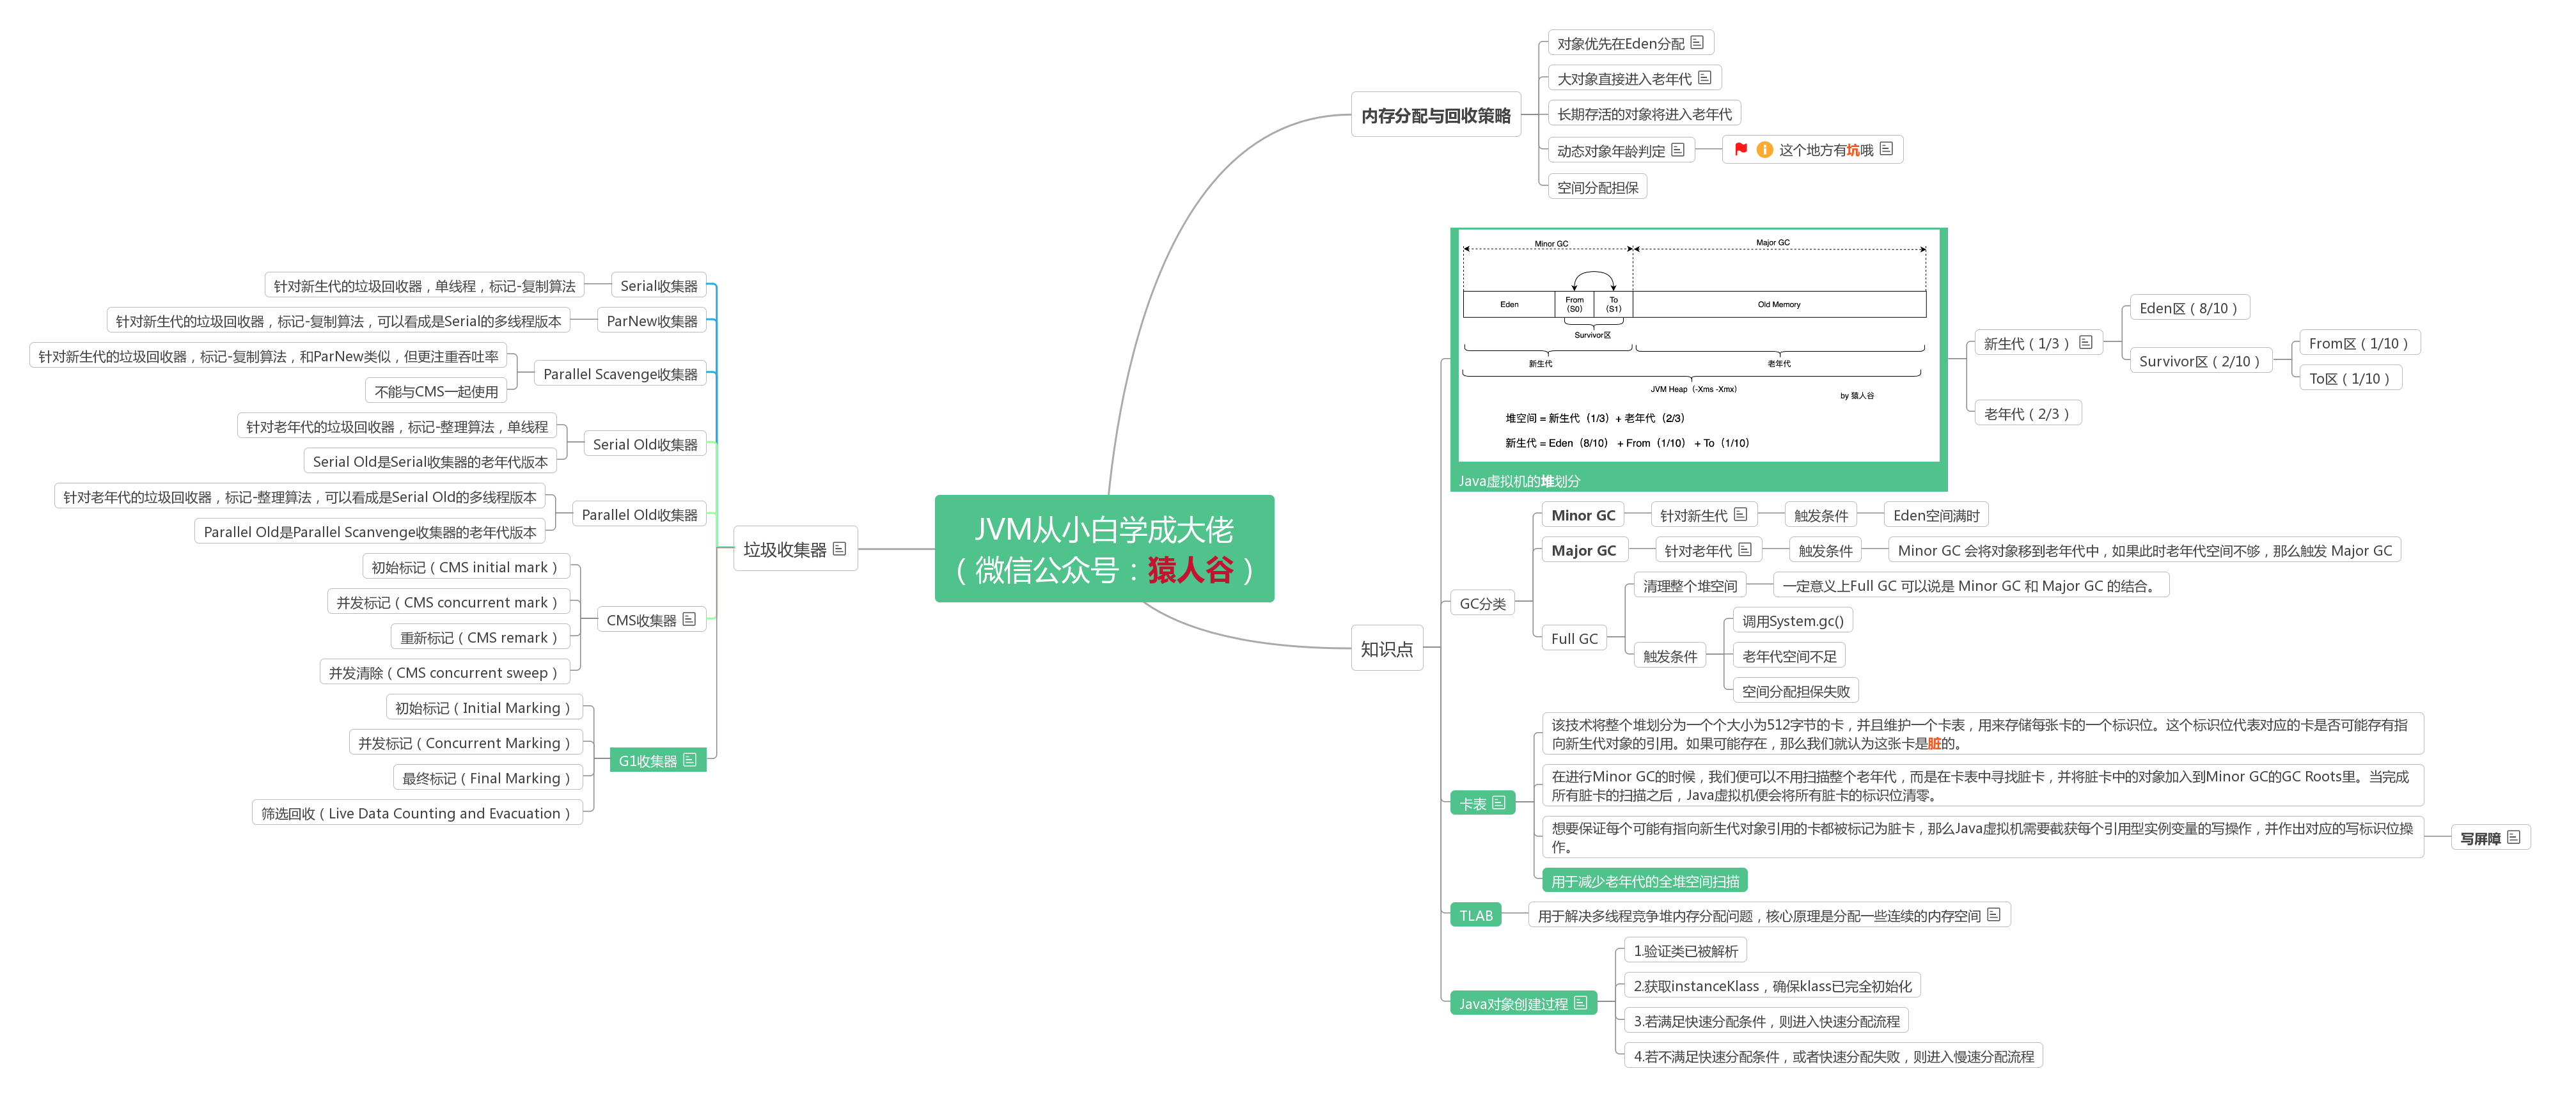 JVM从小白学成大佬
（微信公众号：猿人谷）
内存分配与回收策略
对象优先在Eden分配
大对象直接进入老年代
长期存活的对象将进入老年代
动态对象年龄判定
这个地方有坑哦
空间分配担保
知识点
Minor GC
Major GC
Eden
From
（S0）
To
（S1）
Old Memory
Survivor区
新生代
老年代
JVM Heap（-Xms -Xmx）
by 猿人谷
堆空间 = 新生代（1/3）+ 老年代（2/3）
新生代 = Eden（8/10） + From（1/10） + To（1/10）
Java虚拟机的堆划分
新生代（1/3）
Eden区（8/10）
Survivor区（2/10）
From区（1/10）
To区（1/10）
老年代（2/3）
GC分类
Minor GC
针对新生代
触发条件
Eden空间满时
Major GC
针对老年代
触发条件
Minor GC 会将对象移到老年代中，如果此时老年代空间不够，那么触发 Major GC
Full GC
清理整个堆空间
一定意义上Full GC 可以说是 Minor GC 和 Major GC 的结合。
触发条件
调用System.gc()
老年代空间不足
空间分配担保失败
卡表
该技术将整个堆划分为一个个大小为512字节的卡，并且维护一个卡表，用来存储每张卡的一个标识位。这个标识位代表对应的卡是否可能存有指
向新生代对象的引用。如果可能存在，那么我们就认为这张卡是脏的。
在进行Minor GC的时候，我们便可以不用扫描整个老年代，而是在卡表中寻找脏卡，并将脏卡中的对象加入到Minor GC的GC Roots里。当完成
所有脏卡的扫描之后，Java虚拟机便会将所有脏卡的标识位清零。
想要保证每个可能有指向新生代对象引用的卡都被标记为脏卡，那么Java虚拟机需要截获每个引用型实例变量的写操作，并作出对应的写标识位操
作。
写屏障
用于减少老年代的全堆空间扫描
TLAB
用于解决多线程竞争堆内存分配问题，核心原理是分配一些连续的内存空间
Java对象创建过程
1.验证类已被解析
2.获取instanceKlass，确保klass已完全初始化
3.若满足快速分配条件，则进入快速分配流程
4.若不满足快速分配条件，或者快速分配失败，则进入慢速分配流程
垃圾收集器
Serial收集器
针对新生代的垃圾回收器，单线程，标记-复制算法
ParNew收集器
针对新生代的垃圾回收器，标记-复制算法，可以看成是Serial的多线程版本
Parallel Scavenge收集器
针对新生代的垃圾回收器，标记-复制算法，和ParNew类似，但更注重吞吐率
不能与CMS一起使用
Serial Old收集器
针对老年代的垃圾回收器，标记-整理算法，单线程
Serial Old是Serial收集器的老年代版本
Parallel Old收集器
针对老年代的垃圾回收器，标记-整理算法，可以看成是Serial Old的多线程版本
Parallel Old是Parallel Scanvenge收集器的老年代版本
CMS收集器
初始标记（CMS initial mark）
并发标记（CMS concurrent mark）
重新标记（CMS remark）
并发清除（CMS concurrent sweep）
G1收集器
初始标记（Initial Marking）
并发标记（Concurrent Marking）
最终标记（Final Marking）
筛选回收（Live Data Counting and Evacuation）